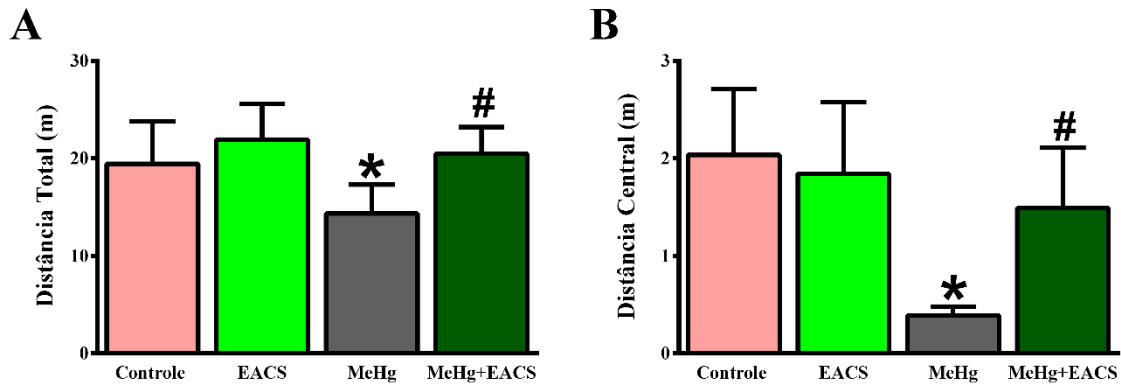 A
Distância Total (m)
30
20
10
0
*
#
Controle EACS MeHg MeHg+EACS
B
Distância Central (m)
3
2
1
0
*
#
Controle EACS MeHg MeHg+EACS